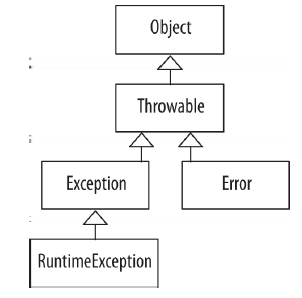 Object
Throwable
Exception
Error
RuntimeException